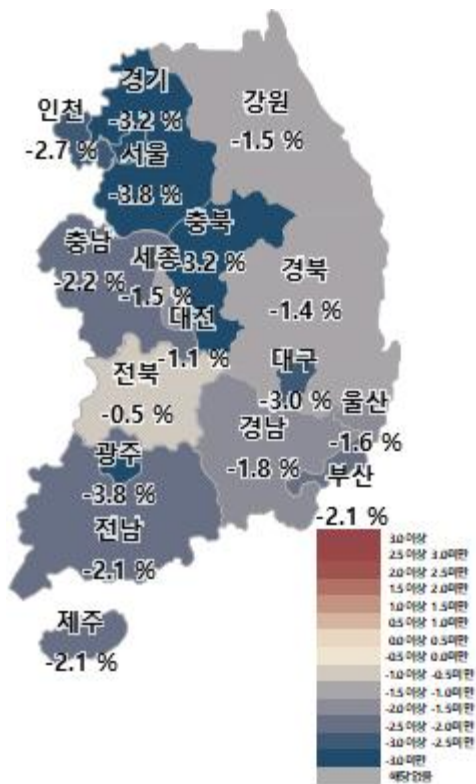 경기
-3.2 %
인천
-2.7 %
서울
-3.8 %
강원
-1.5 %
충북
-3.2 %
충남
-2.2 %
세종
-1.5 %
대전
-1.1 %
경북
-1.4 %
대구
-3.0 %
울산
-1.6 %
전북
-0.5 %
경남
-1.8 %
부산
-2.1 %
광주
-3.8 %
전남
-2.1 %
제주
-2.1 %
3.0이상
2.5이상 3.0미만
2.0이상 2.5미만
1.5이상 2.0미만
1.0이상 1.5미만
0.5이상 1.0미만
0.0이상 0.5미만
-0.5이상 0.0미만
-1.0이상 -0.5미만
-1.5이상 -1.0미만
-2.0이상 -1.5미만
-2.5이상 -2.0미만
-3.0이상 -2.5미만
-3.0미만
해당없음